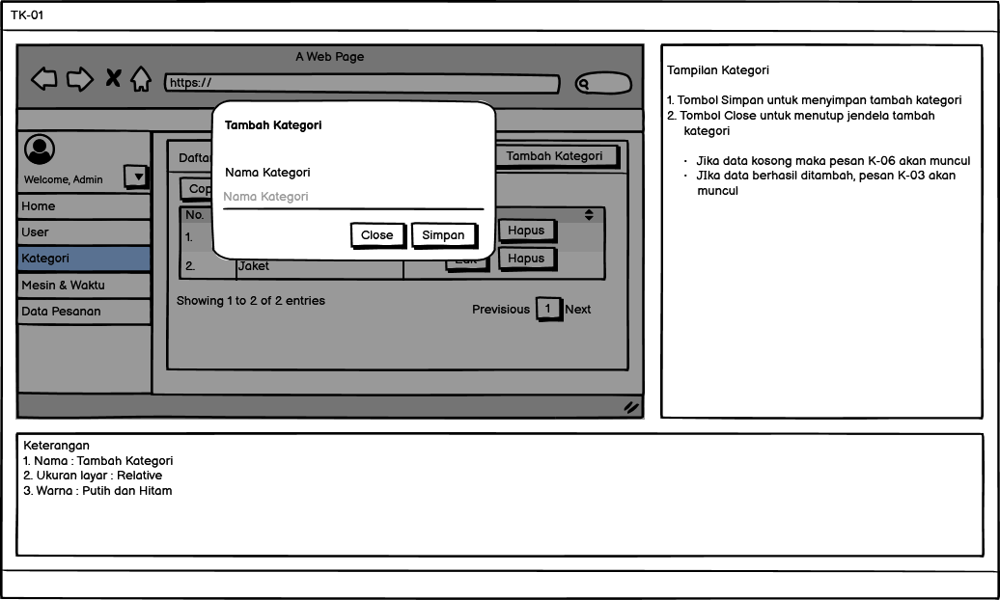 TK-01
A Web Page
https://
Welcome, Admin
Home
User
Kategori
Mesin & Waktu
Data Pesanan
Tambah Kategori
No.
1.
Hapus
2.
Jaket
Hapus
Showing 1 to 2 of 2 entries
Previsious 1 Next
Tambah Kategori
Nama Kategori
Nama Kategori
Close
Simpan
Tampilan Kategori
1. Tombol Simpan untuk menyimpan tambah kategori
2. Tombol Close untuk menutup jendela tambah
kategori
· Jika data kosong maka pesan K-06 akan muncul
· JIka data berhasil ditambah, pesan K-03 akan
muncul
Keterangan
1. Nama : Tambah Kategori
2. Ukuran layar : Relative
3. Warna : Putih dan Hitam